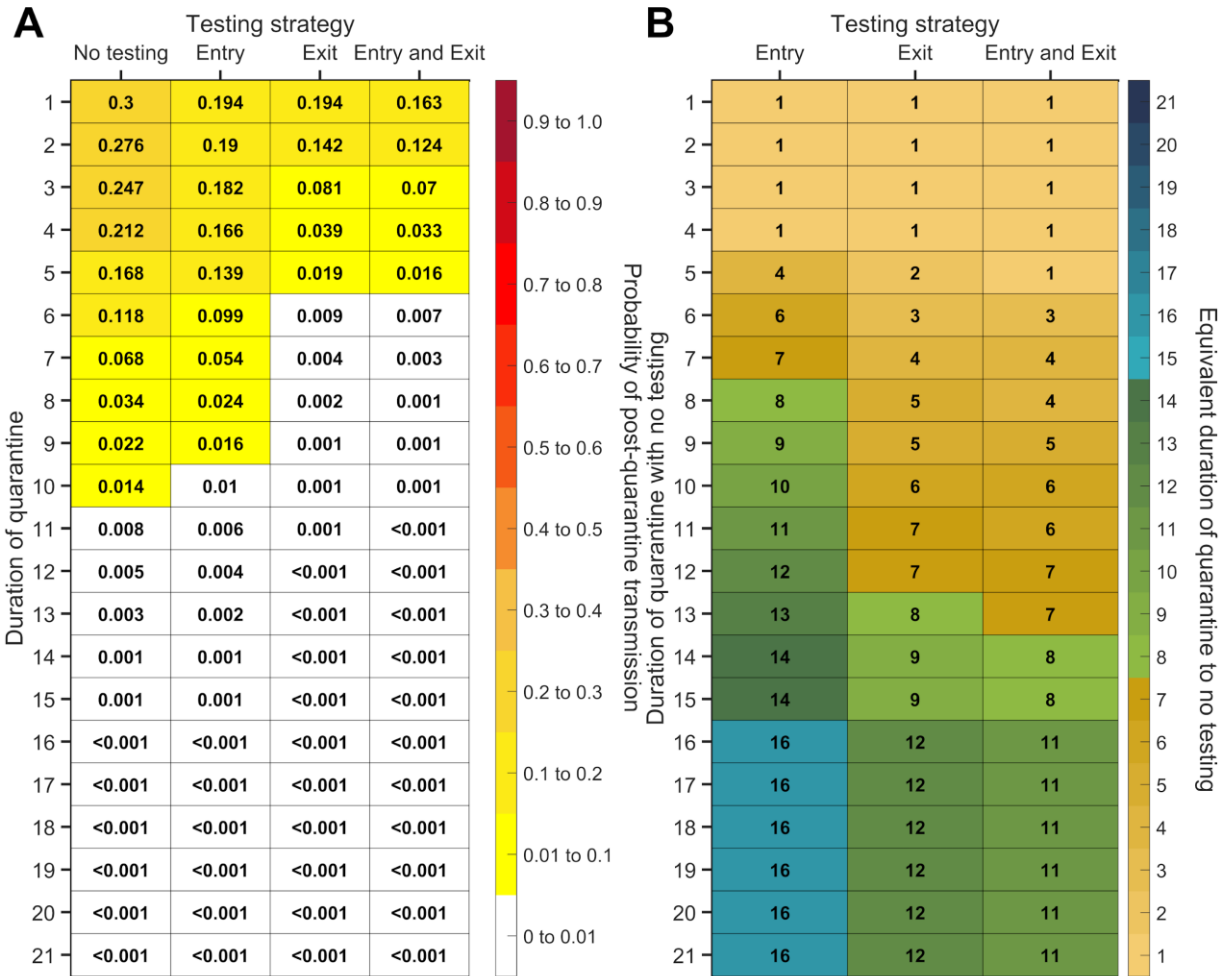 A
Testing strategy
No testing Entry Exit Entry and Exit
Duration of quarantine
1 0.3 0.194 0.194 0.163
2 0.276 0.19 0.142 0.124
3 0.247 0.182 0.081 0.07
4 0.212 0.166 0.039 0.033
5 0.168 0.139 0.019 0.016
6 0.118 0.099 0.009 0.007
7 0.068 0.054 0.004 0.003
8 0.034 0.024 0.002 0.001
9 0.022 0.016 0.001 0.001
10 0.014 0.01 0.001 0.001
11 0.008 0.006 0.001 <0.001
12 0.005 0.004 <0.001 <0.001
13 0.003 0.002 <0.001 <0.001
14 0.001 0.001 <0.001 <0.001
15 0.001 0.001 <0.001 <0.001
16 <0.001 <0.001 <0.001 <0.001
17 <0.001 <0.001 <0.001 <0.001
18 <0.001 <0.001 <0.001 <0.001
19 <0.001 <0.001 <0.001 <0.001
20 <0.001 <0.001 <0.001 <0.001
21 <0.001 <0.001 <0.001 <0.001
0.9 to 1.0
0.8 to 0.9
0.7 to 0.8
0.6 to 0.7
0.5 to 0.6
0.4 to 0.5
0.3 to 0.4
0.2 to 0.3
0.1 to 0.2
0.01 to 0.1
0 to 0.01
Probability of post-quarantine transmission
B
Testing strategy
Entry Exit Entry and Exit
Duration of quarantine with no testing
1 1 1 1
2 1 1 1
3 1 1 1
4 1 1 1
5 4 2 1
6 6 3 3
7 7 4 4
8 8 5 4
9 9 5 5
10 10 6 6
11 11 7 6
12 12 7 7
13 13 8 7
14 14 9 8
15 14 9 8
16 16 12 11
17 16 12 11
18 16 12 11
19 16 12 11
20 16 12 11
21 16 12 11
21
20
19
18
17
16
15
14
13
12
11
10
9
8
7
6
5
4
3
2
1
Equivalent duration of quarantine to no testing